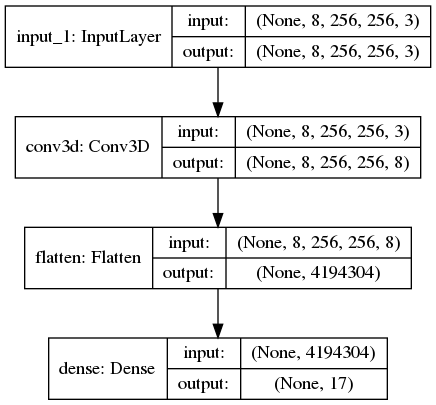 input_1: InputLayer
input: (None, 8, 256, 256, 3)
output: (None, 8, 256, 256, 3)
conv3d: Conv3D
input: (None, 8, 256, 256, 3)
output: (None, 8, 256, 256, 8)
flatten: Flatten
input: (None, 8, 256, 256, 8)
output: (None, 4194304)
dense: Dense
input: (None, 4194304)
output: (None, 17)